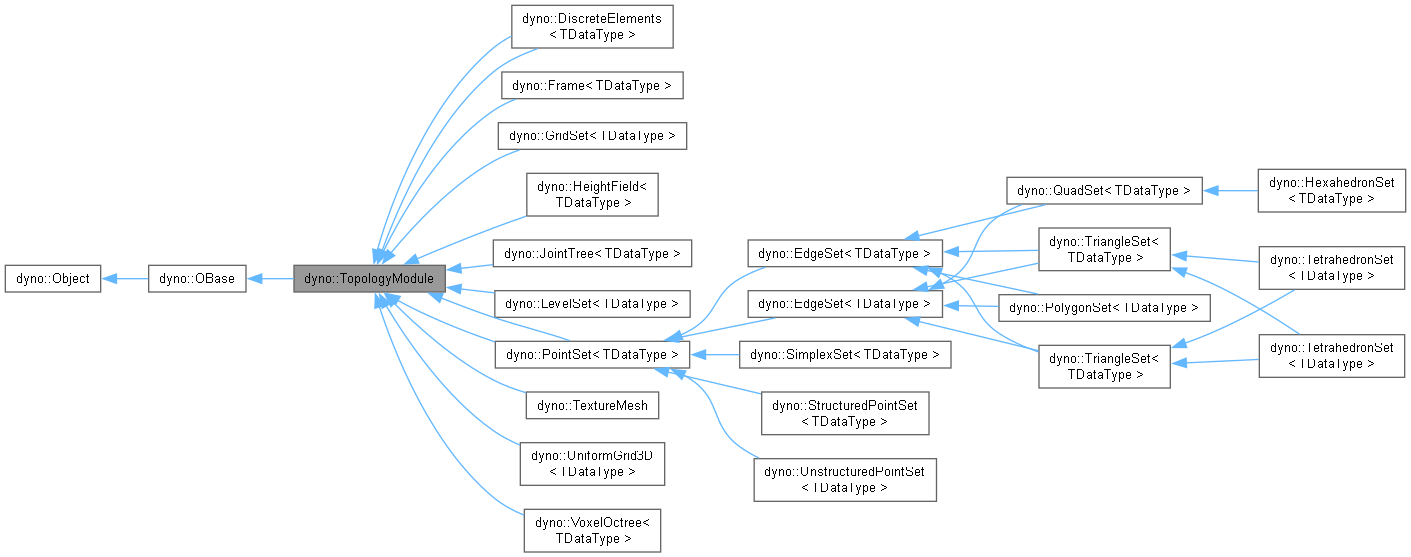 dyno::Object
dyno::OBase
dyno::TopologyModule
dyno::DiscreteElements
< TDataType >
dyno::Frame< TDataType >
dyno::GridSet< TDataType >
dyno::HeightField<
TDataType >
dyno::JointTree< TDataType >
dyno::LevelSet< TDataType >
dyno::PointSet< TDataType >
dyno::TextureMesh
dyno::UniformGrid3D
< TDataType >
dyno::VoxelOctree<
TDataType >
dyno::EdgeSet< TDataType >
dyno::EdgeSet< TDataType >
dyno::SimplexSet< TDataType >
dyno::StructuredPointSet
< TDataType >
dyno::UnstructuredPointSet
< TDataType >
dyno::QuadSet< TDataType >
dyno::TriangleSet<
TDataType >
dyno::PolygonSet< TDataType >
dyno::TriangleSet<
TDataType >
dyno::HexahedronSet
< TDataType >
dyno::TetrahedronSet
< TDataType >
dyno::TetrahedronSet
< TDataType >